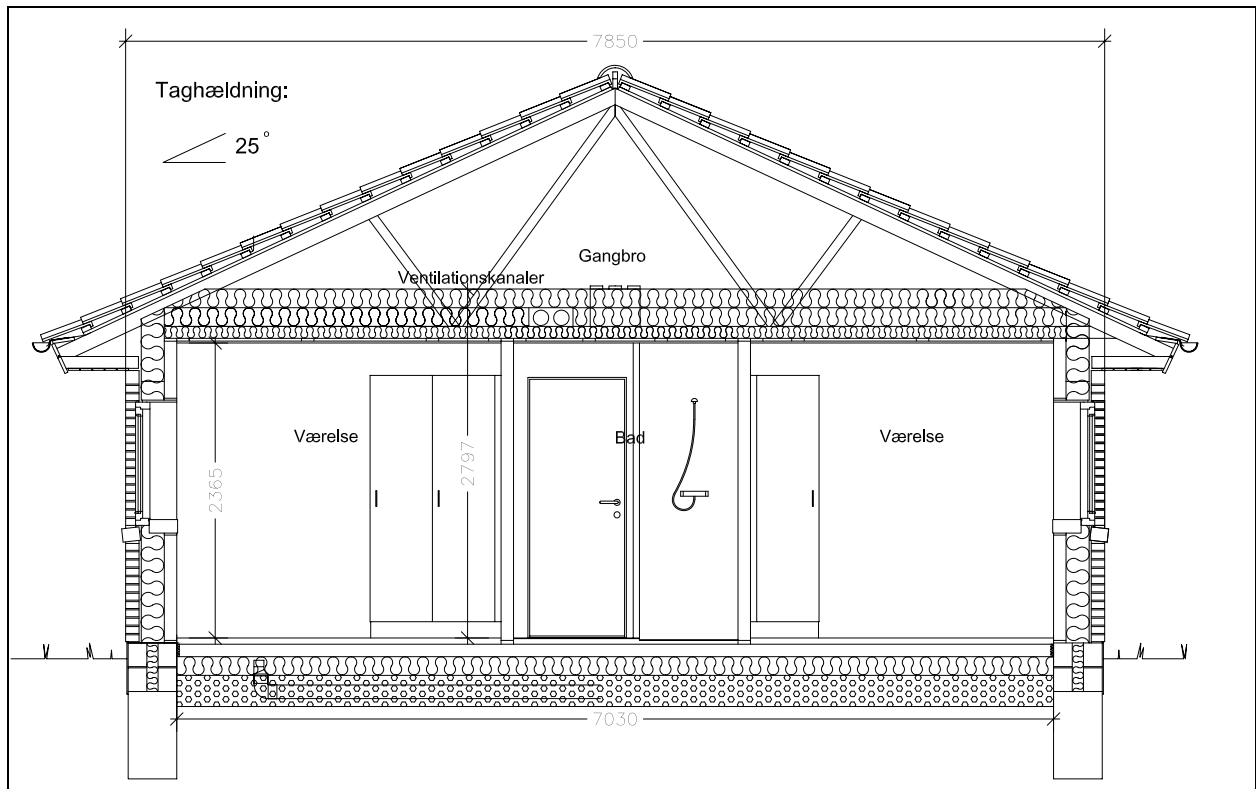 7850
Taghældning:
25°
Gangbro
Ventilationskanaler
Værelse
Bad
Værelse
2365
2797
7030